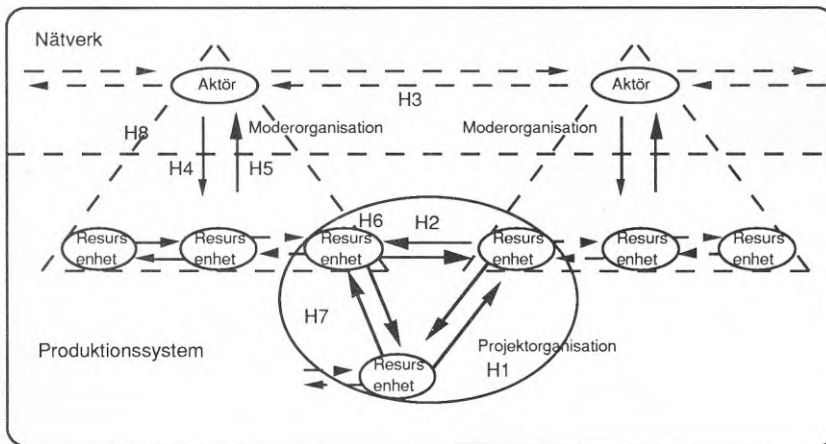 Nätverk
Aktör
Aktör
H3
H8
Moderorganisation
Moderorganisation
H4
H5
H6
H2
Resurs
enhet
Resurs
enhet
Resurs
enhet
Resurs
enhet
Resurs
enhet
Resurs
enhet
H7
Produktionssystem
Projektorganisation
H1
Resurs
enhet